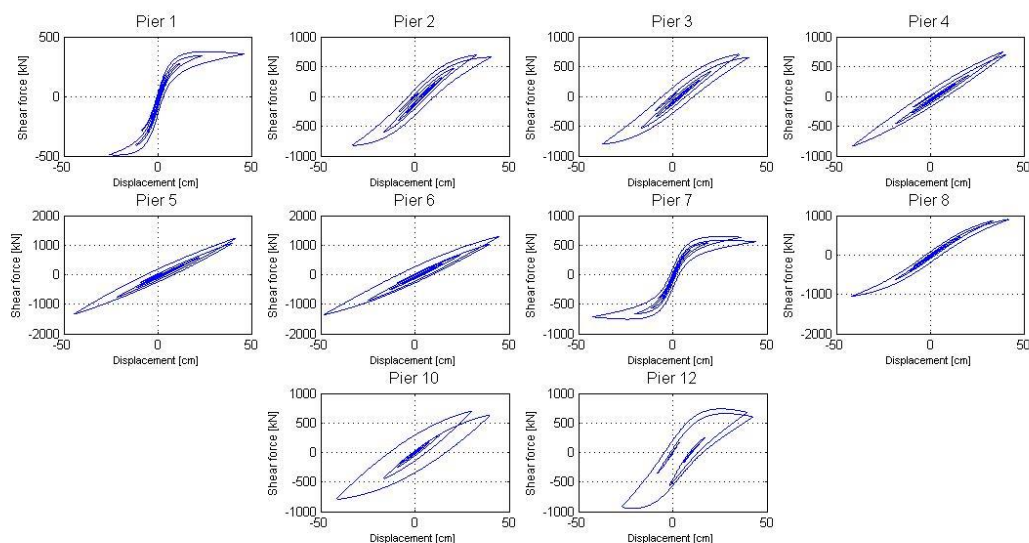 Pier 1
Pier 2
Pier 3
Pier 4
500
0
-500
Shear force [kN]
-50 0 50
Displacement [cm]
1000
500
0
-500
-1000
Shear force [kN]
-50 0 50
Displacement [cm]
1000
500
0
-500
-1000
Shear force [kN]
-50 0 50
Displacement [cm]
1000
500
0
-500
-1000
Shear force [kN]
-50 0 50
Displacement [cm]
Pier 5
Pier 6
Pier 7
Pier 8
2000
1000
0
-1000
-2000
Shear force [kN]
-50 0 50
Displacement [cm]
2000
1000
0
-1000
-2000
Shear force [kN]
-50 0 50
Displacement [cm]
1000
500
0
-500
-1000
Shear force [kN]
-50 0 50
Displacement [cm]
1000
0
-1000
-2000
Shear force [kN]
-50 0 50
Displacement [cm]
Pier 10
Pier 12
1000
500
0
-500
-1000
Shear force [kN]
-50 0 50
Displacement [cm]
1000
500
0
-500
-1000
Shear force [kN]
-50 0 50
Displacement [cm]